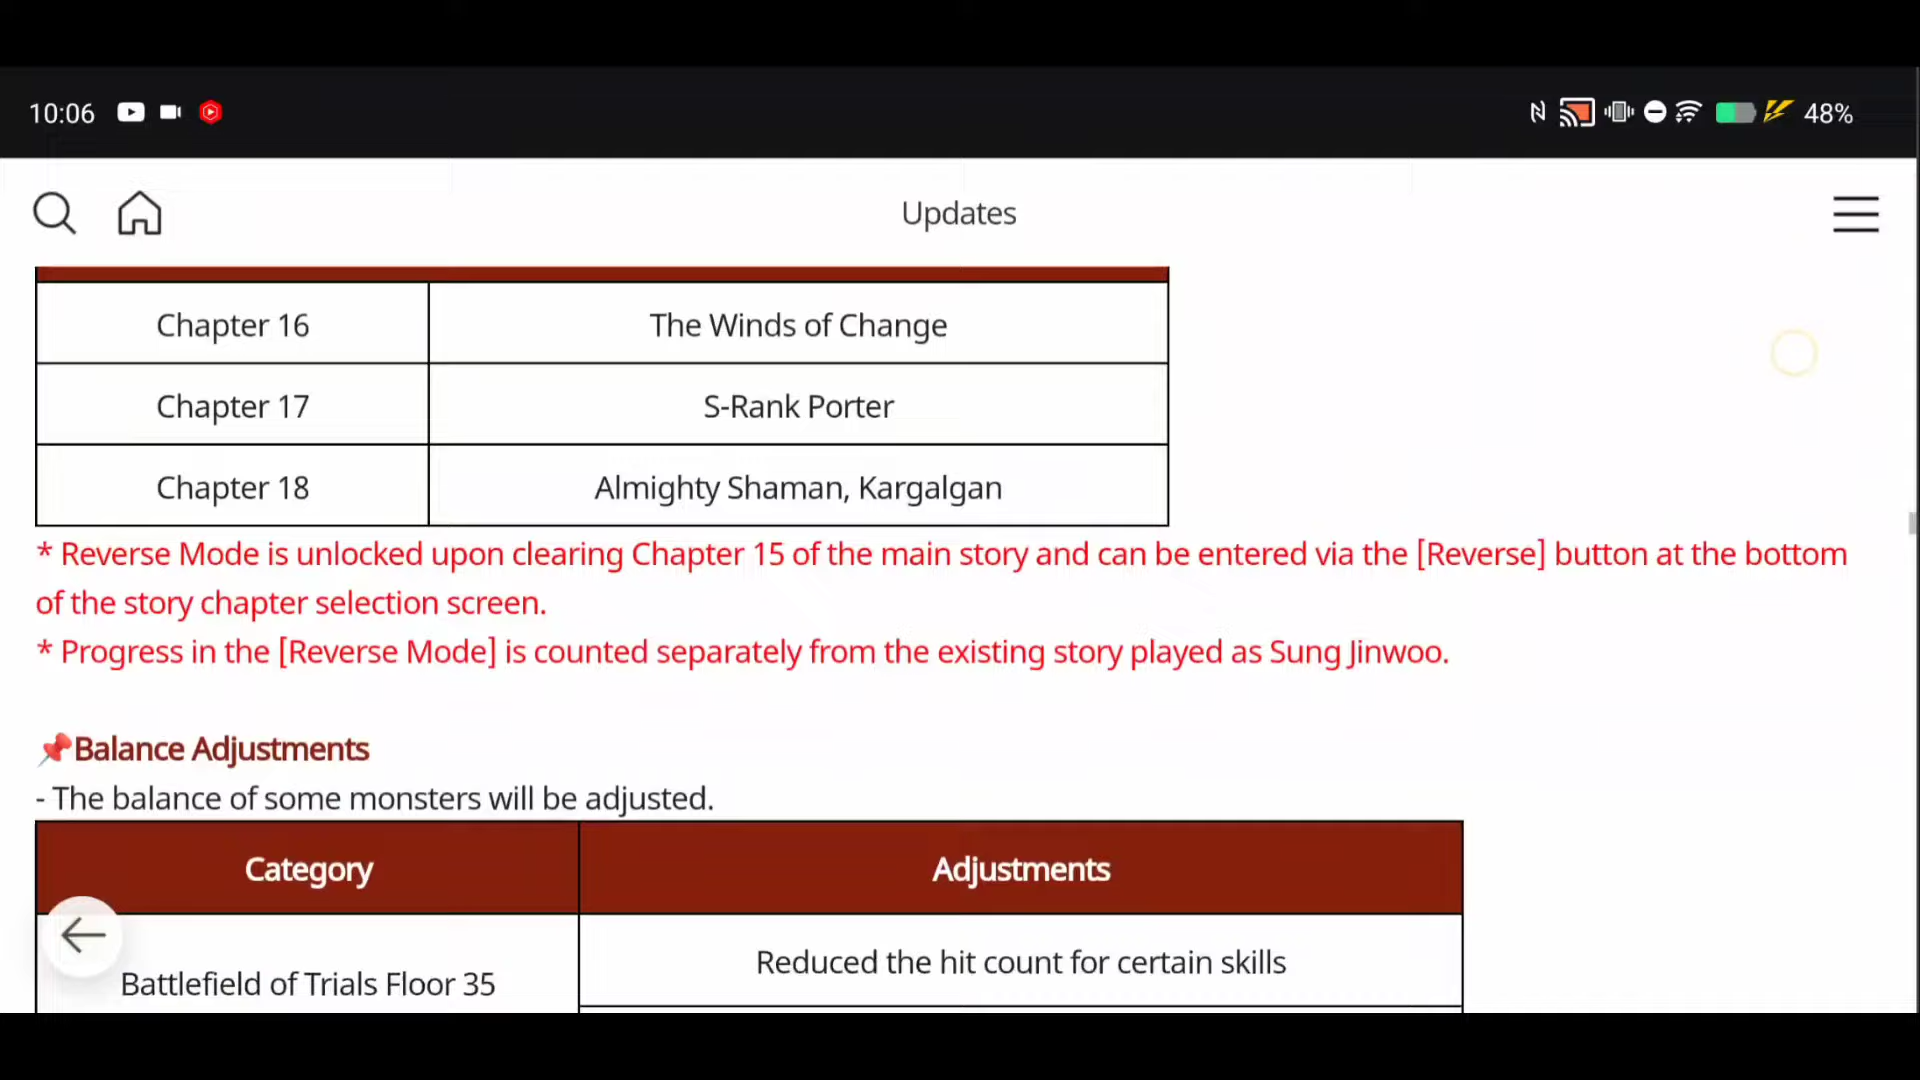 10:06
48%
Updates
Chapter 16
The Winds of Change
Chapter 17
S-Rank Porter
Chapter 18
Almighty Shaman, Kargalgan
* Reverse Mode is unlocked upon clearing Chapter 15 of the main story and can be entered via the [Reverse] button at the bottom
of the story chapter selection screen.
* Progress in the [Reverse Mode] is counted separately from the existing story played as Sung Jinwoo.
📌Balance Adjustments
- The balance of some monsters will be adjusted.
Category
Adjustments
Reduced the hit count for certain skills
Battlefield of Trials Floor 35